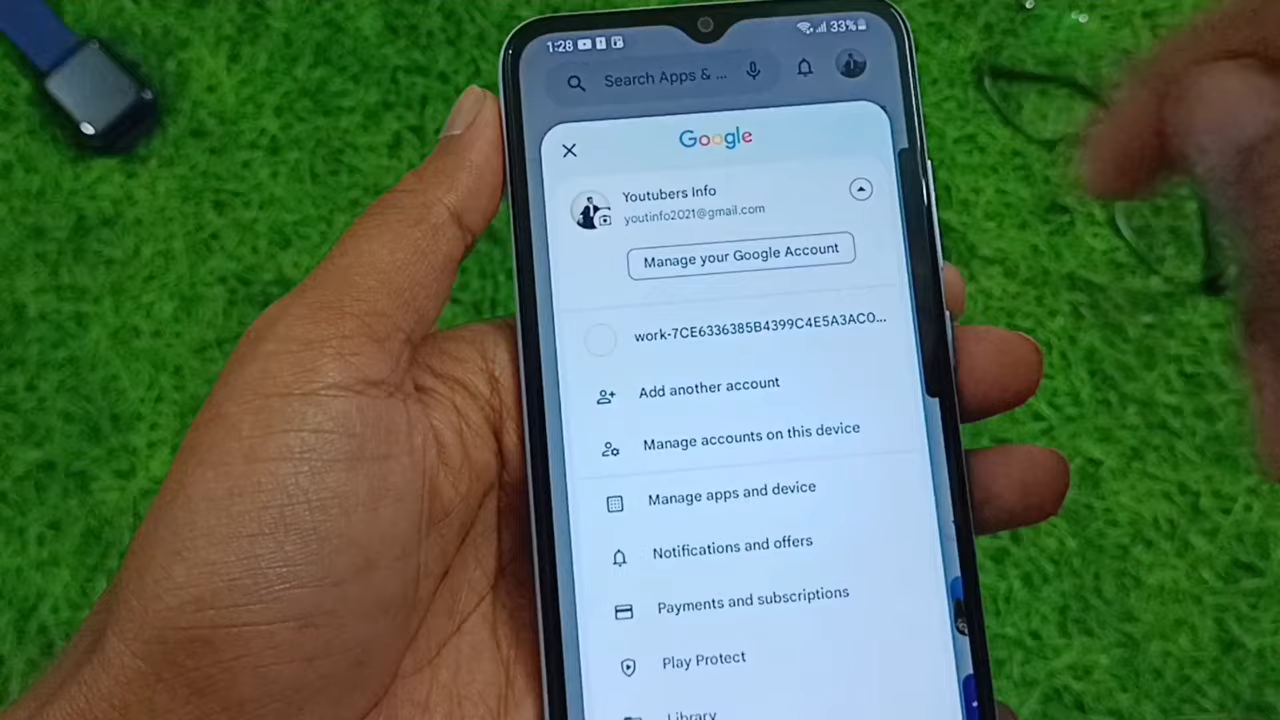 1:28
33%
Search Apps & ...
Google
Youtubers Info
youtinfo2021@gmail.com
Manage your Google Account
work-7CE6336385B4399C4E5A3AC0...
Add another account
Manage accounts on this device
Manage apps and device
Notifications and offers
Payments and subscriptions
Play Protect
Library